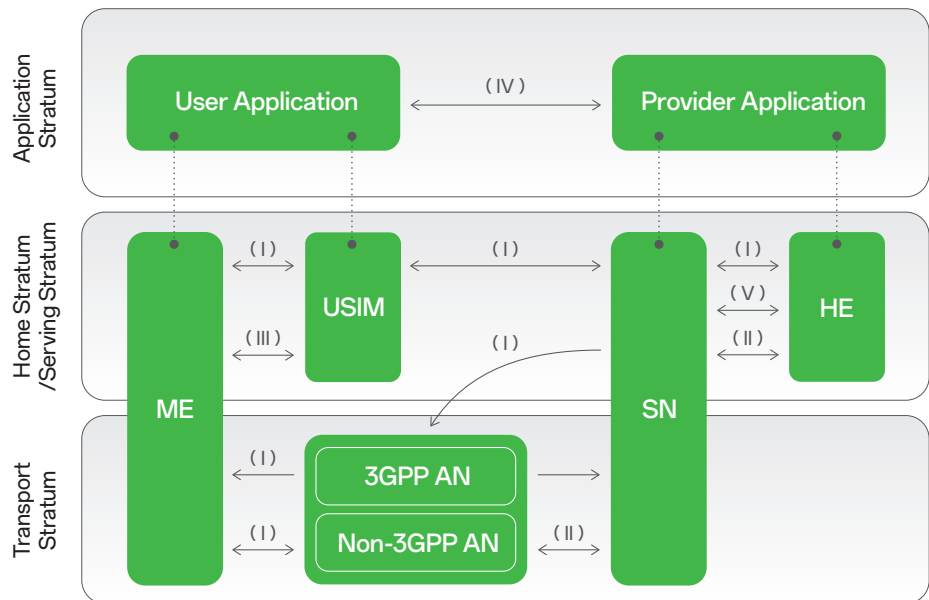 Application
Stratum
User Application
( IV )
Provider Application
Home Stratum
/Serving Stratum
ME
( I )
( III )
USIM
( I )
( I )
SN
( I )
( V )
( II )
HE
Transport
Stratum
( I )
( I )
3GPP AN
Non-3GPP AN
( II )